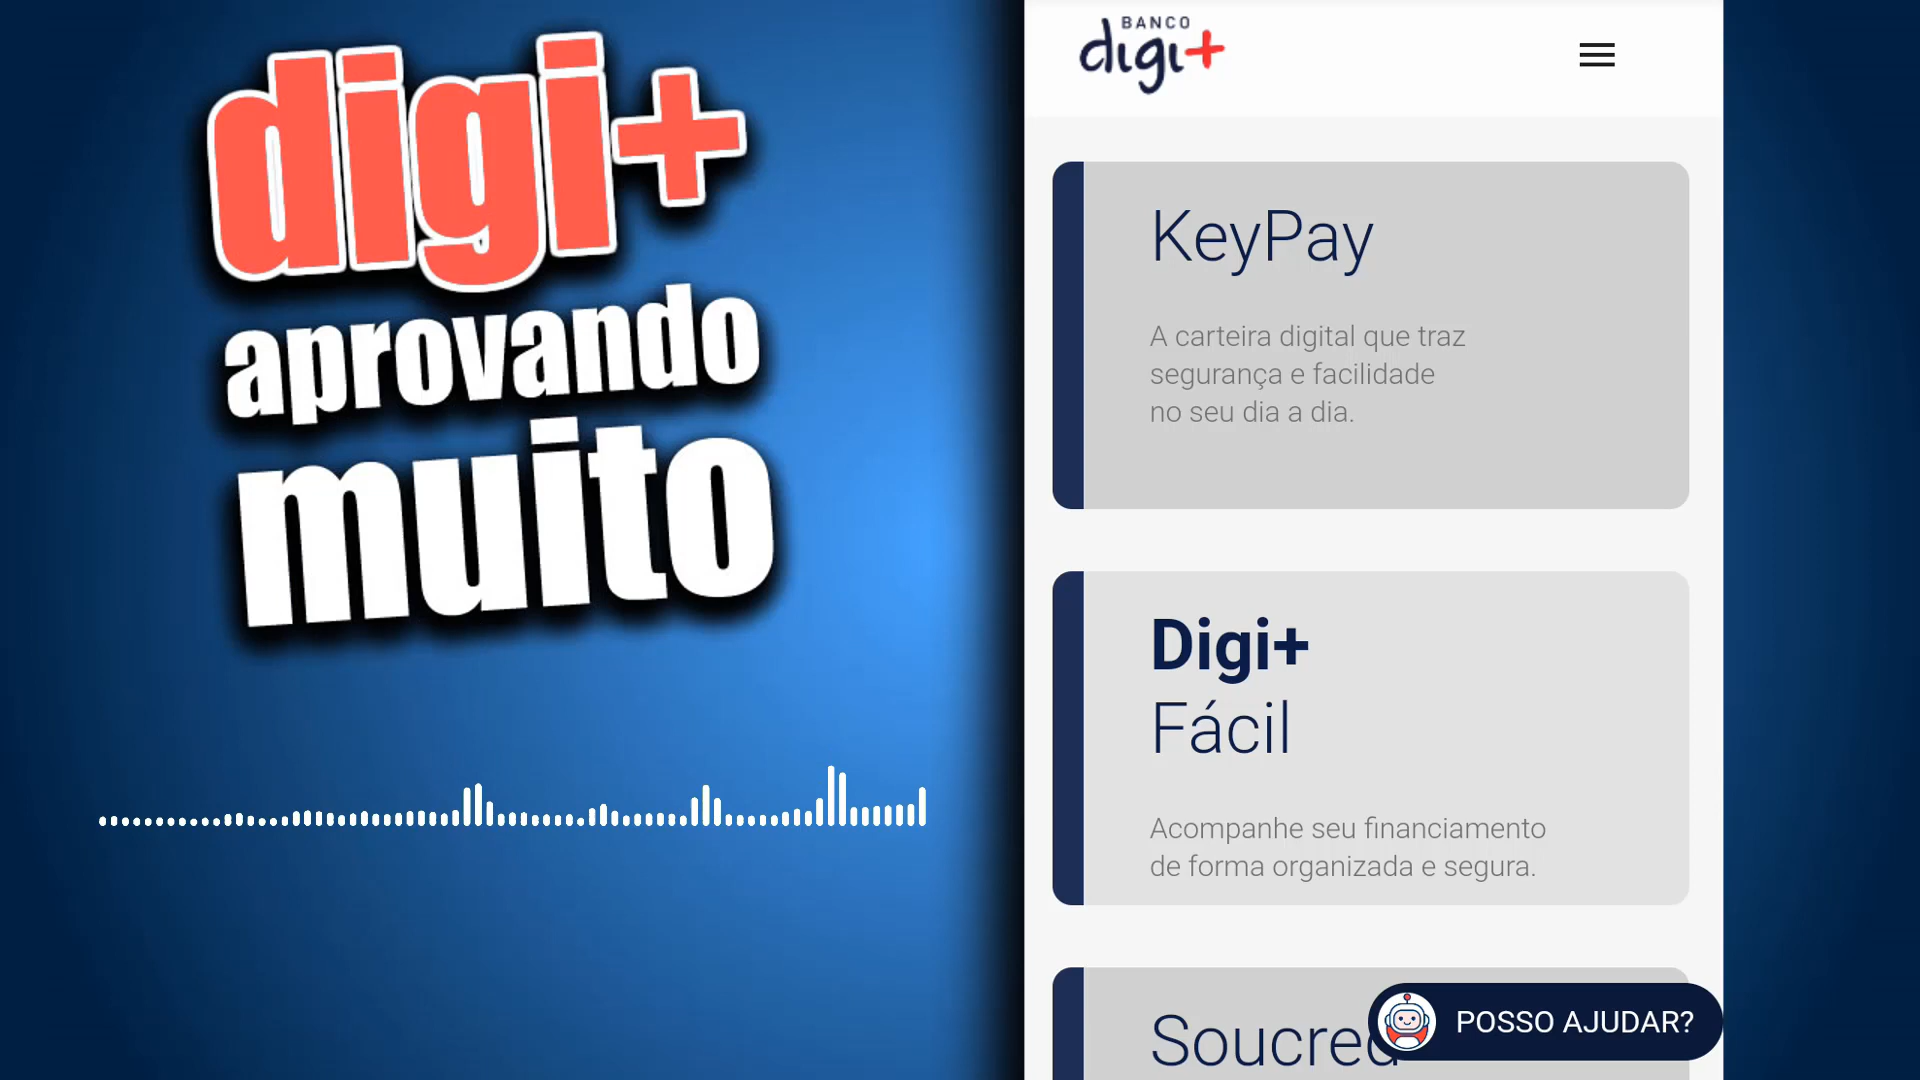 digi+
aprovando
muito
BANCO
digi+
KeyPay
A carteira digital que traz
segurança e facilidade
no seu dia a dia.
Digi+
Fácil
Acompanhe seu financiamento
de forma organizada e segura.
Soucred
POSSO AJUDAR?